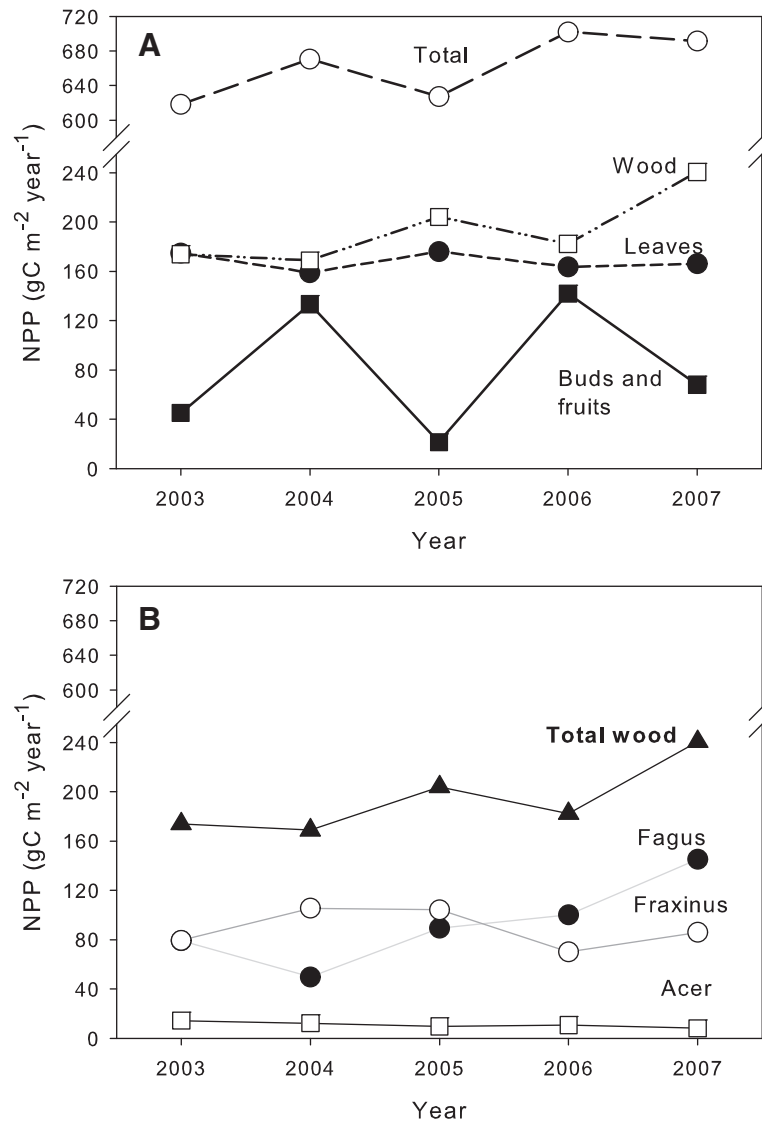 A
720
680
640
600
240
200
160
120
80
40
0
NPP (gC m-2 year-1)
Total
Wood
Leaves
Buds and
fruits
2003 2004 2005 2006 2007
Year
B
720
680
640
600
240
200
160
120
80
40
0
NPP (gC m-2 year-1)
Total wood
Fagus
Fraxinus
Acer
2003 2004 2005 2006 2007
Year